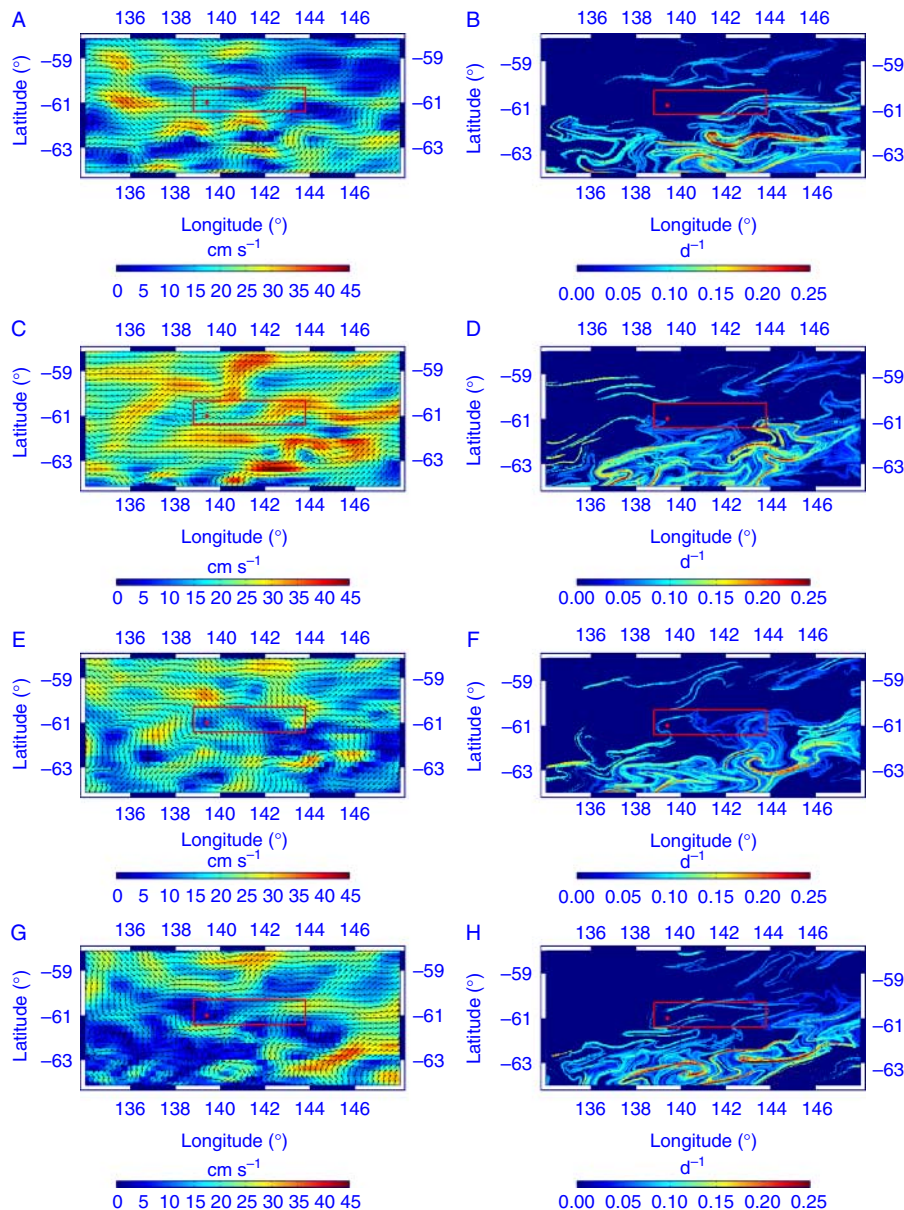 A 136 138 140 142 144 146 B 136 138 140 142 144 146
Latitude (°) –59 –59 Latitude (°) –59 –59
–61 –61 –61 –61
–63 –63 –63 –63
136 138 140 142 144 146 136 138 140 142 144 146
Longitude (°) Longitude (°)
cm s⁻¹ d⁻¹
0 5 10 15 20 25 30 35 40 45 0.00 0.05 0.10 0.15 0.20 0.25
C 136 138 140 142 144 146 D 136 138 140 142 144 146
Latitude (°) –59 –59 Latitude (°) –59 –59
–61 –61 –61 –61
–63 –63 –63 –63
136 138 140 142 144 146 136 138 140 142 144 146
Longitude (°) Longitude (°)
cm s⁻¹ d⁻¹
0 5 10 15 20 25 30 35 40 45 0.00 0.05 0.10 0.15 0.20 0.25
E 136 138 140 142 144 146 F 136 138 140 142 144 146
Latitude (°) –59 –59 Latitude (°) –59 –59
–61 –61 –61 –61
–63 –63 –63 –63
136 138 140 142 144 146 136 138 140 142 144 146
Longitude (°) Longitude (°)
cm s⁻¹ d⁻¹
0 5 10 15 20 25 30 35 40 45 0.00 0.05 0.10 0.15 0.20 0.25
G 136 138 140 142 144 146 H 136 138 140 142 144 146
Latitude (°) –59 –59 Latitude (°) –59 –59
–61 –61 –61 –61
–63 –63 –63 –63
136 138 140 142 144 146 136 138 140 142 144 146
Longitude (°) Longitude (°)
cm s⁻¹ d⁻¹
0 5 10 15 20 25 30 35 40 45 0.00 0.05 0.10 0.15 0.20 0.25